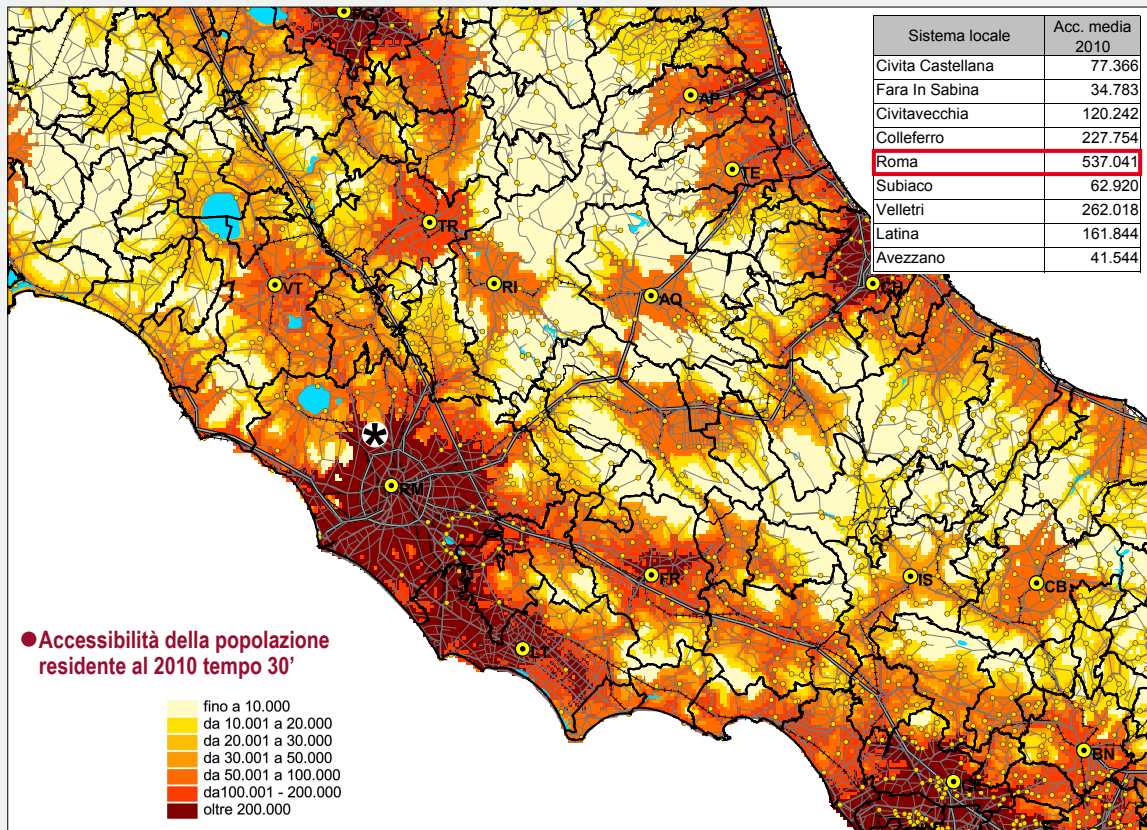 Sistema locale Acc. media 2010
Civita Castellana 77.366
Fara In Sabina 34.783
Civitavecchia 120.242
Colleferro 227.754
Roma 537.041
Subiaco 62.920
Velletri 262.018
Latina 161.844
Avezzano 41.544
AP
TE
TR
VT
RI
AQ
CH
*
RM
FR
IS
CB
LT
BN
CE
●Accessibilità della popolazione
residente al 2010 tempo 30'
fino a 10.000
da 10.001 a 20.000
da 20.001 a 30.000
da 30.001 a 50.000
da 50.001 a 100.000
da100.001 - 200.000
oltre 200.000